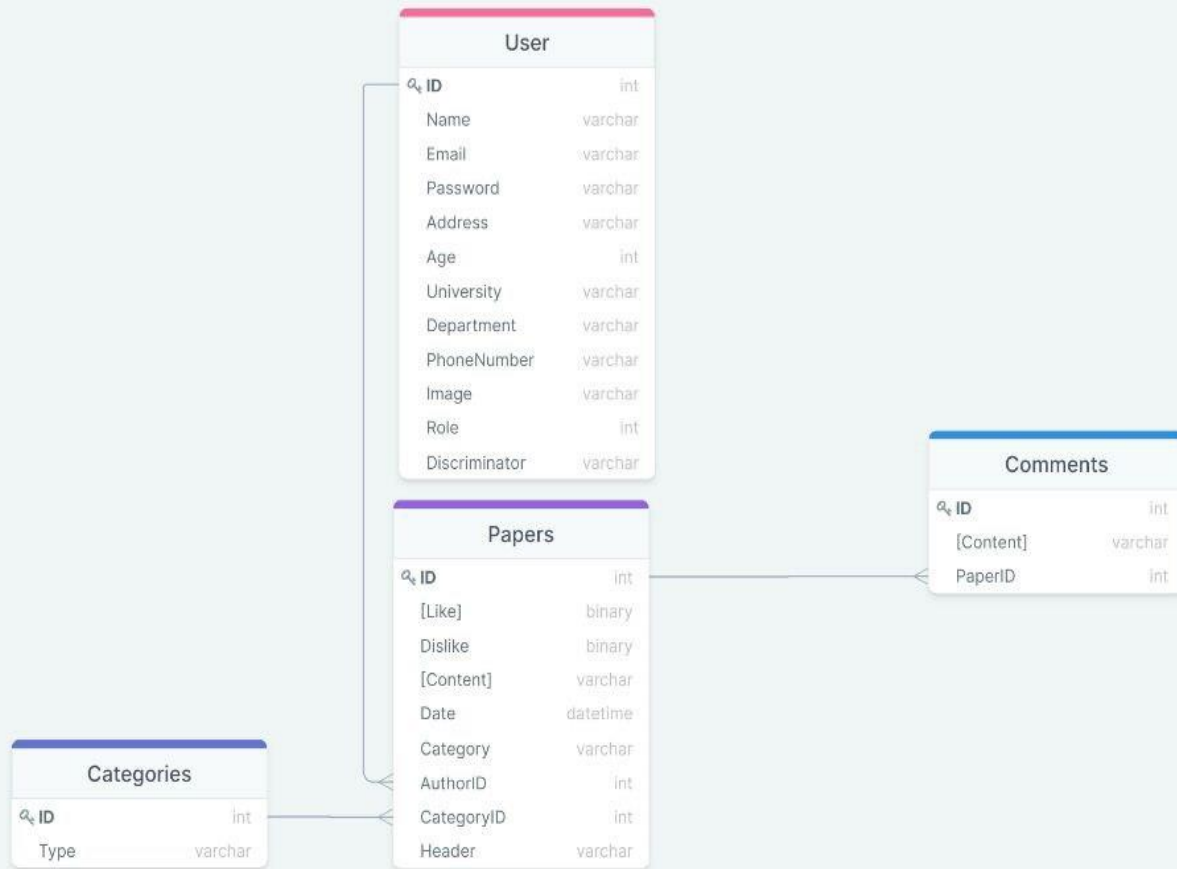 User
ID int
Name varchar
Email varchar
Password varchar
Address varchar
Age int
University varchar
Department varchar
PhoneNumber varchar
Image varchar
Role int
Discriminator varchar
Comments
ID int
[Content] varchar
PaperID int
Papers
ID int
[Like] binary
Dislike binary
[Content] varchar
Date datetime
Category varchar
AuthorID int
CategoryID int
Header varchar
Categories
ID int
Type varchar